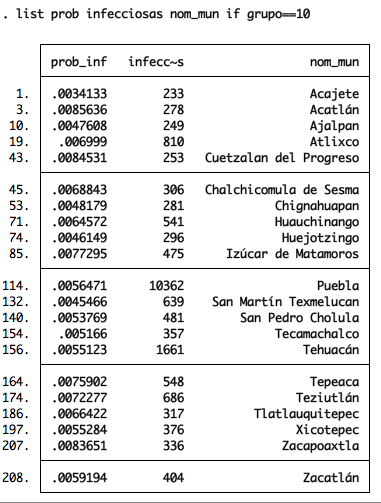 . list prob infecciosas nom_mun if grupo==10
prob_inf infecc~s nom_mun
1. .0034133 233 Acajete
3. .0085636 278 Acatlán
10. .0047608 249 Ajalpan
19. .006999 810 Atlixco
43. .0084531 253 Cuetzalan del Progreso
45. .0068843 306 Chalchicomula de Sesma
53. .0048179 281 Chignahuapan
71. .0064572 541 Huauchinango
74. .0046149 296 Huejotzingo
85. .0077295 475 Izúcar de Matamoros
114. .0056471 10362 Puebla
132. .0045466 639 San Martín Texmelucan
140. .0053769 481 San Pedro Cholula
154. .005166 357 Tecamachalco
156. .0055123 1661 Tehuacán
164. .0075902 548 Tepeaca
174. .0072277 686 Teziutlán
186. .0066422 317 Tlatlauquitepec
197. .0055284 376 Xicotepec
207. .0083651 336 Zacapoaxtla
208. .0059194 404 Zacatlán